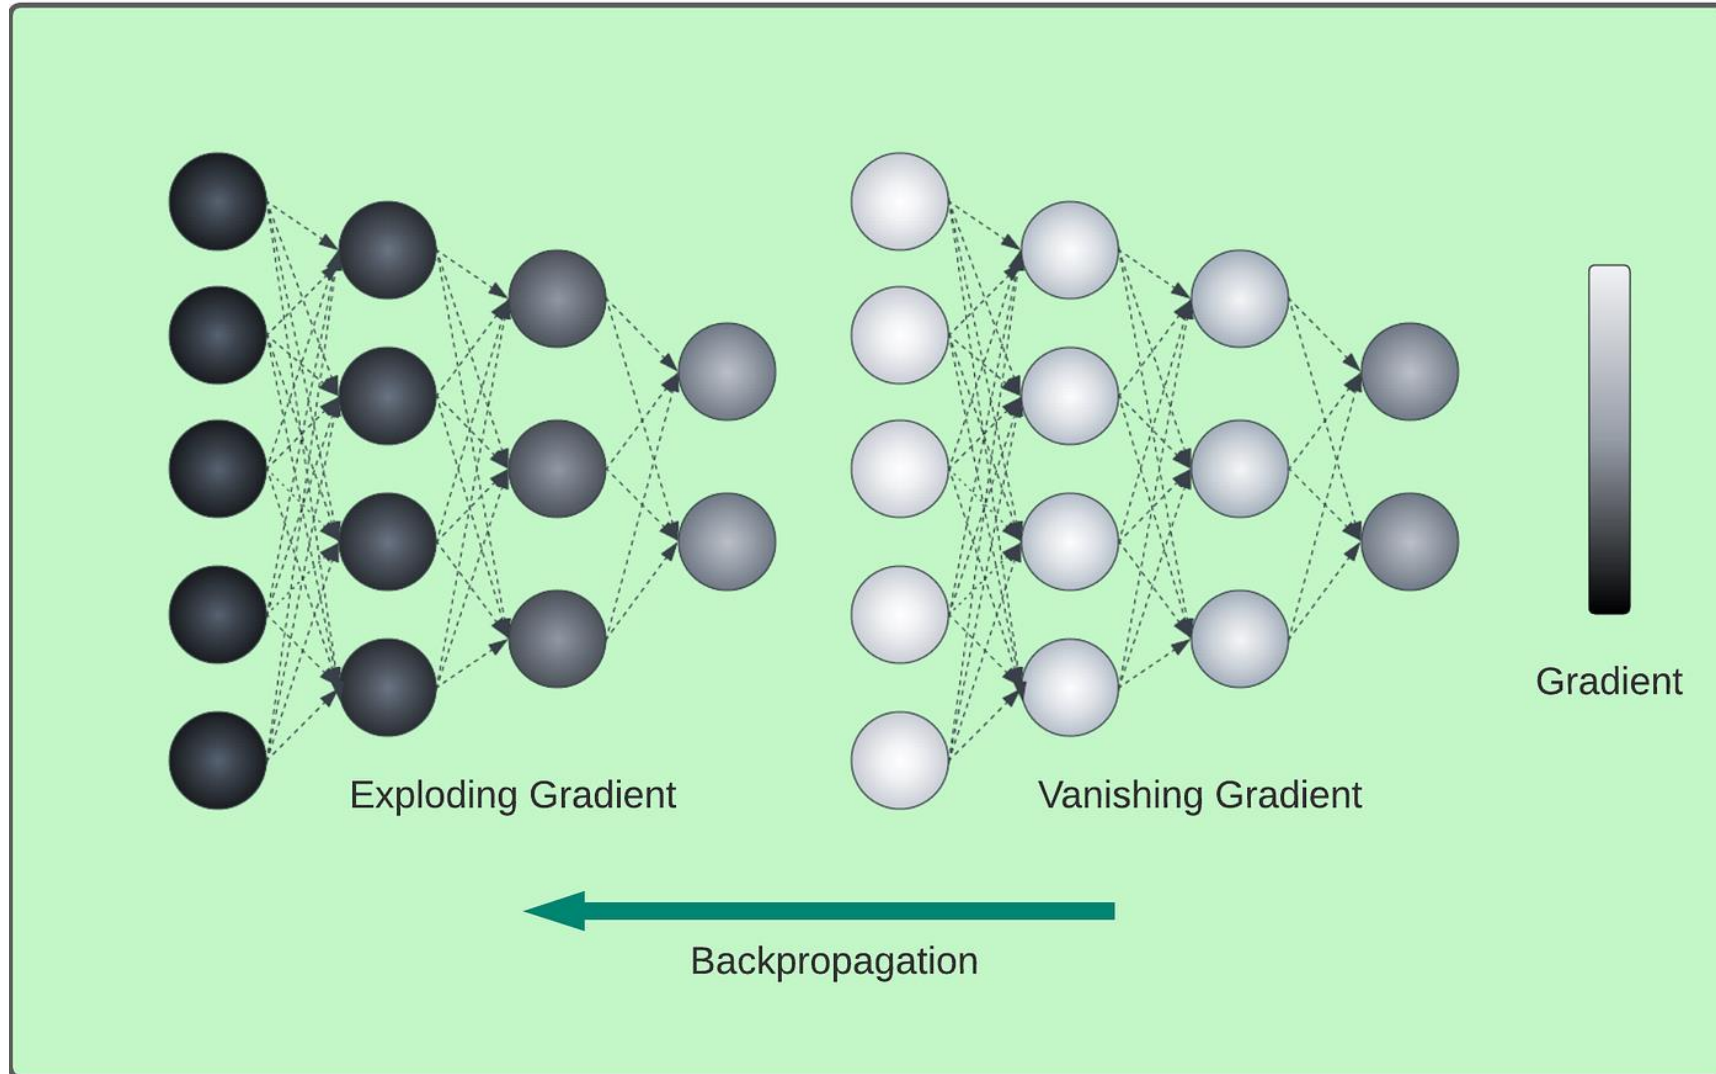 Exploding Gradient
Vanishing Gradient
Gradient
Backpropagation